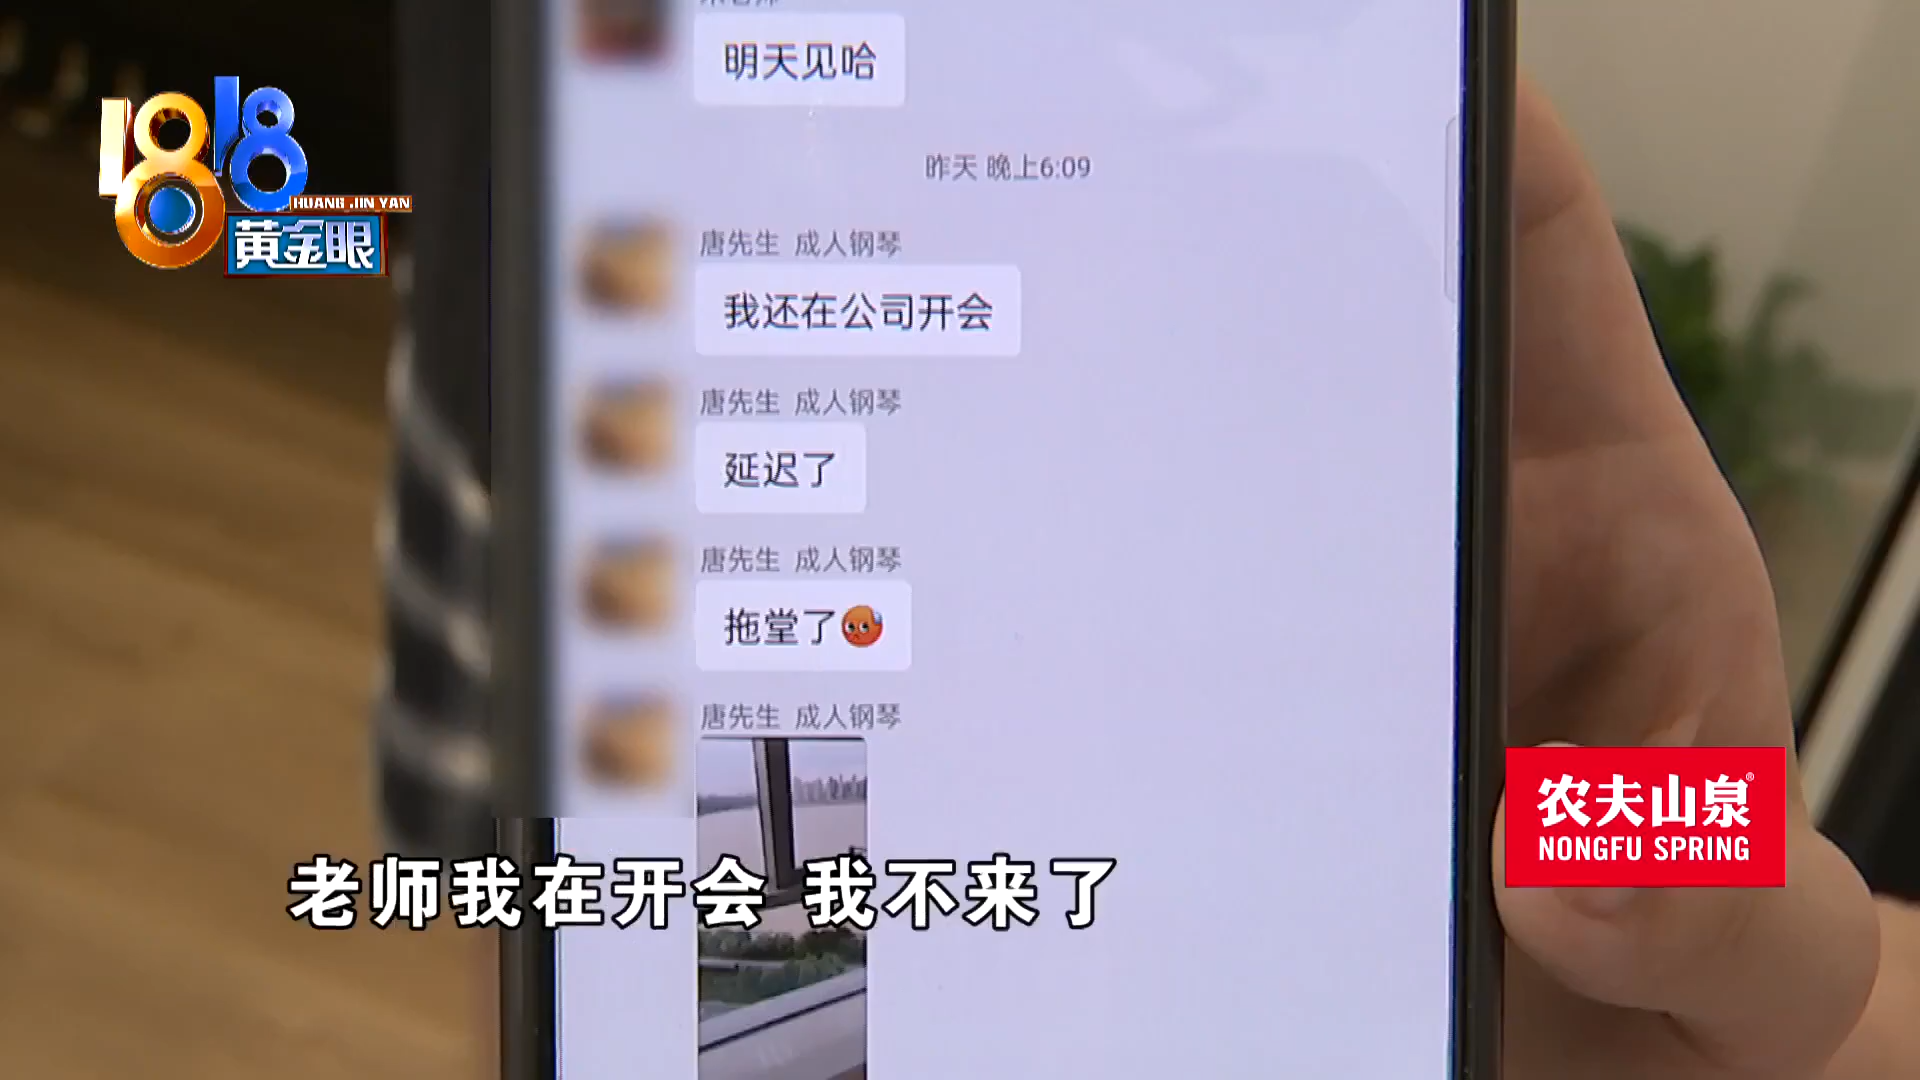 明天见哈
1818
HUANG JIN YAN
黄金眼
昨天 晚上6:09
唐先生 成人钢琴
我还在公司开会
唐先生 成人钢琴
延迟了
唐先生 成人钢琴
拖堂了
唐先生 成人钢琴
农夫山泉®
NONGFU SPRING
老师我在开会 我不来了